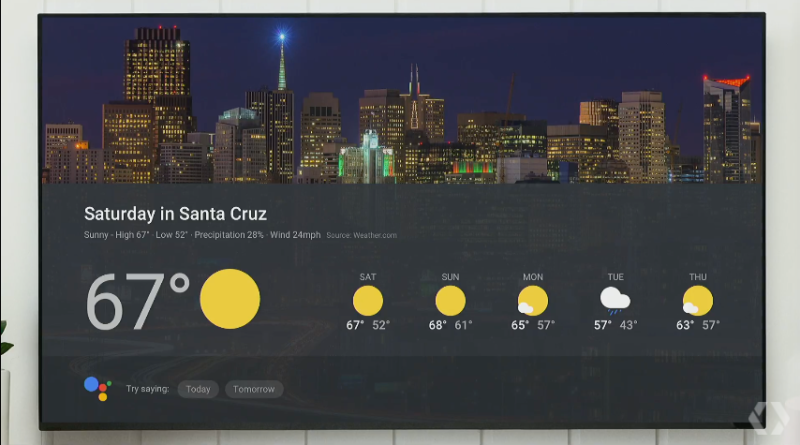 Saturday in Santa Cruz
Sunny - High 67° · Low 52° · Precipitation 28% · Wind 24mph Source: Weather.com
67°
SAT SUN MON TUE THU
67° 52° 68° 61° 65° 57° 57° 43° 63° 57°
Try saying: Today Tomorrow